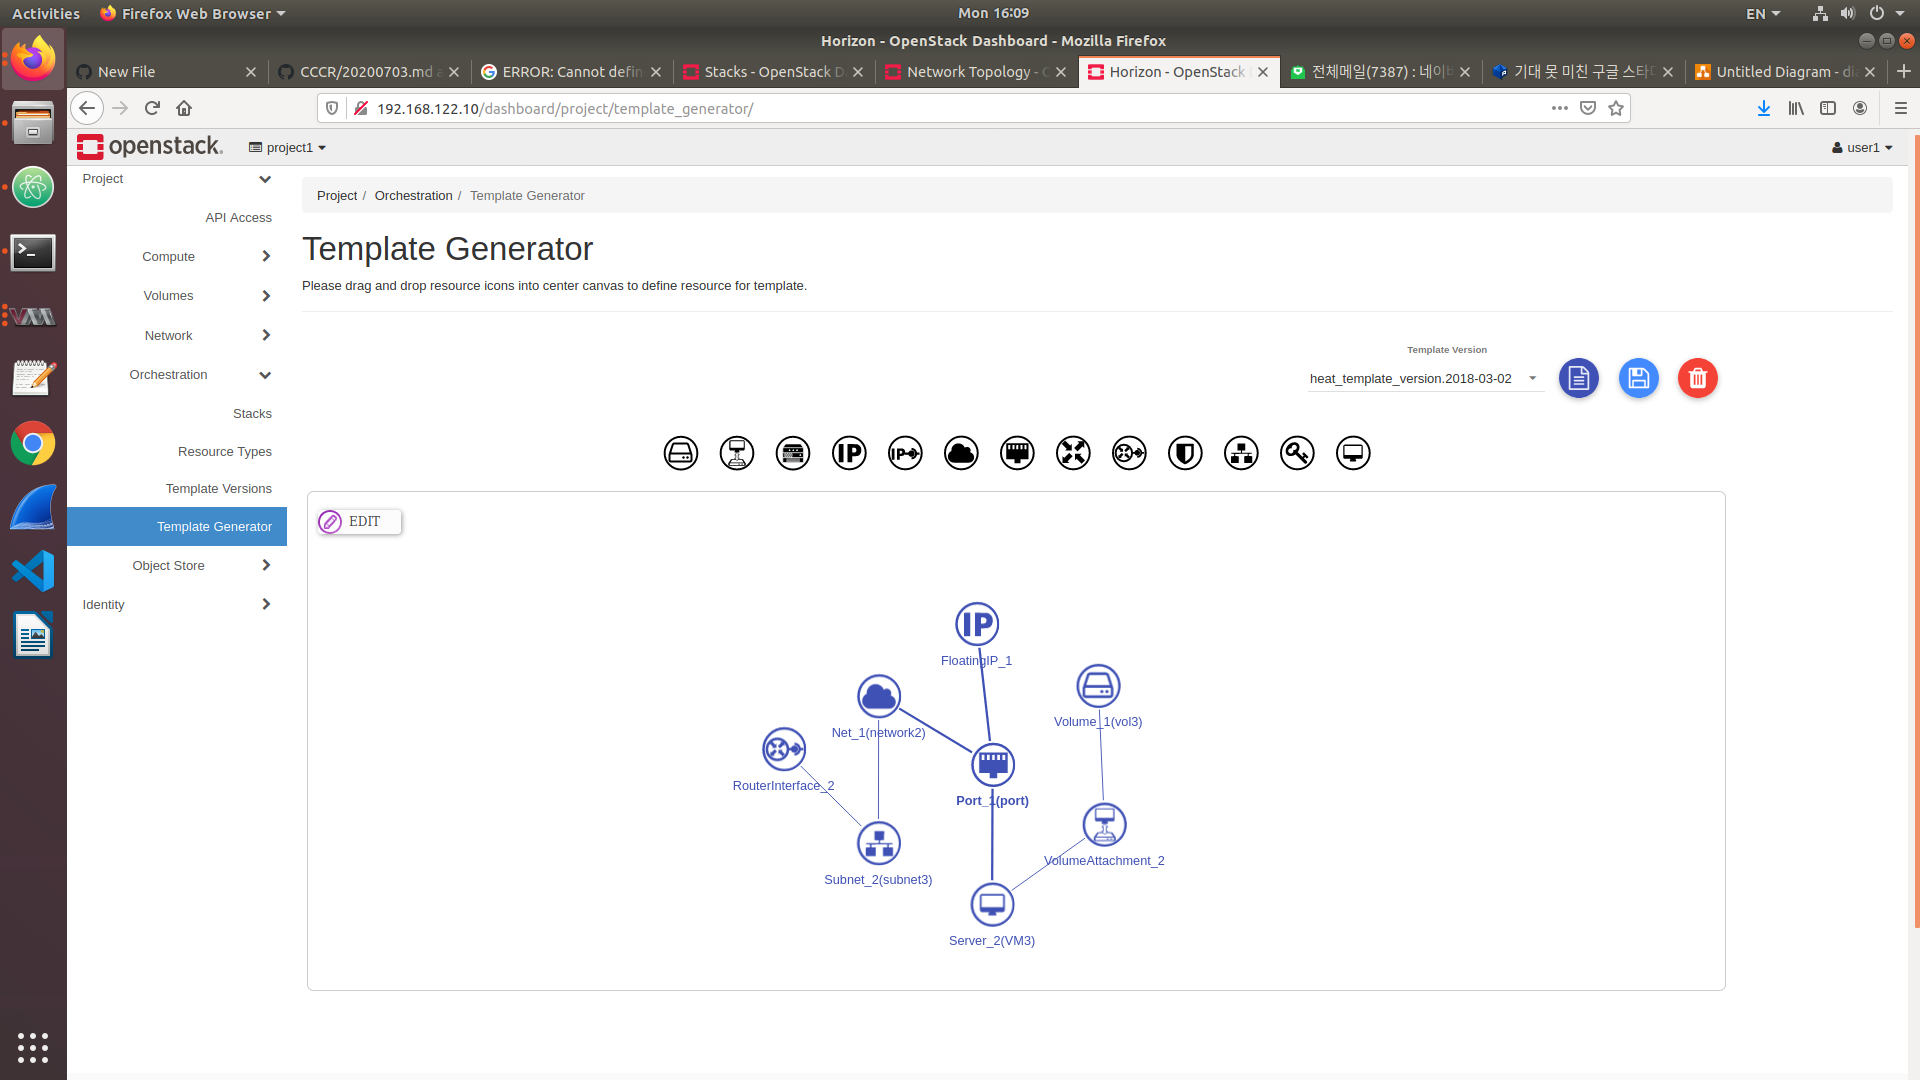 Activities
Firefox Web Browser
Mon 16:09
EN
Horizon - OpenStack Dashboard - Mozilla Firefox
New File
CCCR/20200703.md
ERROR: Cannot defin
Stacks - OpenStack D
Network Topology -
Horizon - OpenStack
전체메일(7387) : 네이버
기대 못 미친 구글
Untitled Diagram -
192.168.122.10/dashboard/project/template_generator/
openstack.
project1
user1
Project
API Access
Compute
Volumes
Network
Orchestration
Stacks
Resource Types
Template Versions
Template Generator
Object Store
Identity
Project / Orchestration / Template Generator
Template Generator
Please drag and drop resource icons into center canvas to define resource for template.
Template Version
heat_template_version.2018-03-02
IP
IP
EDIT
IP
FloatingIP_1
Volume_1(vol3)
Net_1(network2)
RouterInterface_2
Port_1(port)
VolumeAttachment_2
Subnet_2(subnet3)
Server_2(VM3)